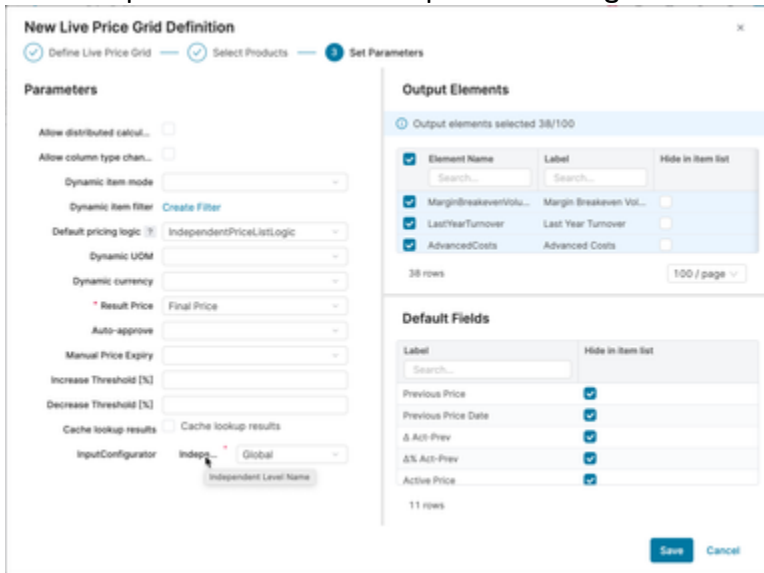 New Live Price Grid Definition
Define Live Price Grid
Select Products
3 Set Parameters
Parameters
Allow distributed calcul...
Allow column type chan...
Dynamic item mode
Dynamic item filter Create Filter
Default pricing logic ? IndependentPriceListLogic
Dynamic UOM
Dynamic currency
* Result Price Final Price
Auto-approve
Manual Price Expiry
Increase Threshold [%]
Decrease Threshold [%]
Cache lookup results Cache lookup results
InputConfigurator Indepe... * Global
Independent Level Name
Output Elements
Output elements selected 38/100
Element Name Label Hide in item list
Search... Search...
MarginBreakevenVolu... Margin Breakeven Vol...
LastYearTurnover Last Year Turnover
AdvancedCosts Advanced Costs
38 rows 100 / page
Default Fields
Label Hide in item list
Search...
Previous Price
Previous Price Date
Δ Act-Prev
Δ% Act-Prev
Active Price
11 rows
Save Cancel